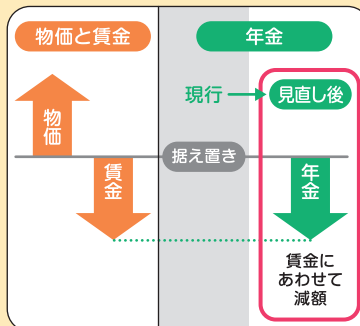 物価と賃金
年金
現行
見直し後
物価
賃金
据え置き
年金
賃金に
あわせて
減額